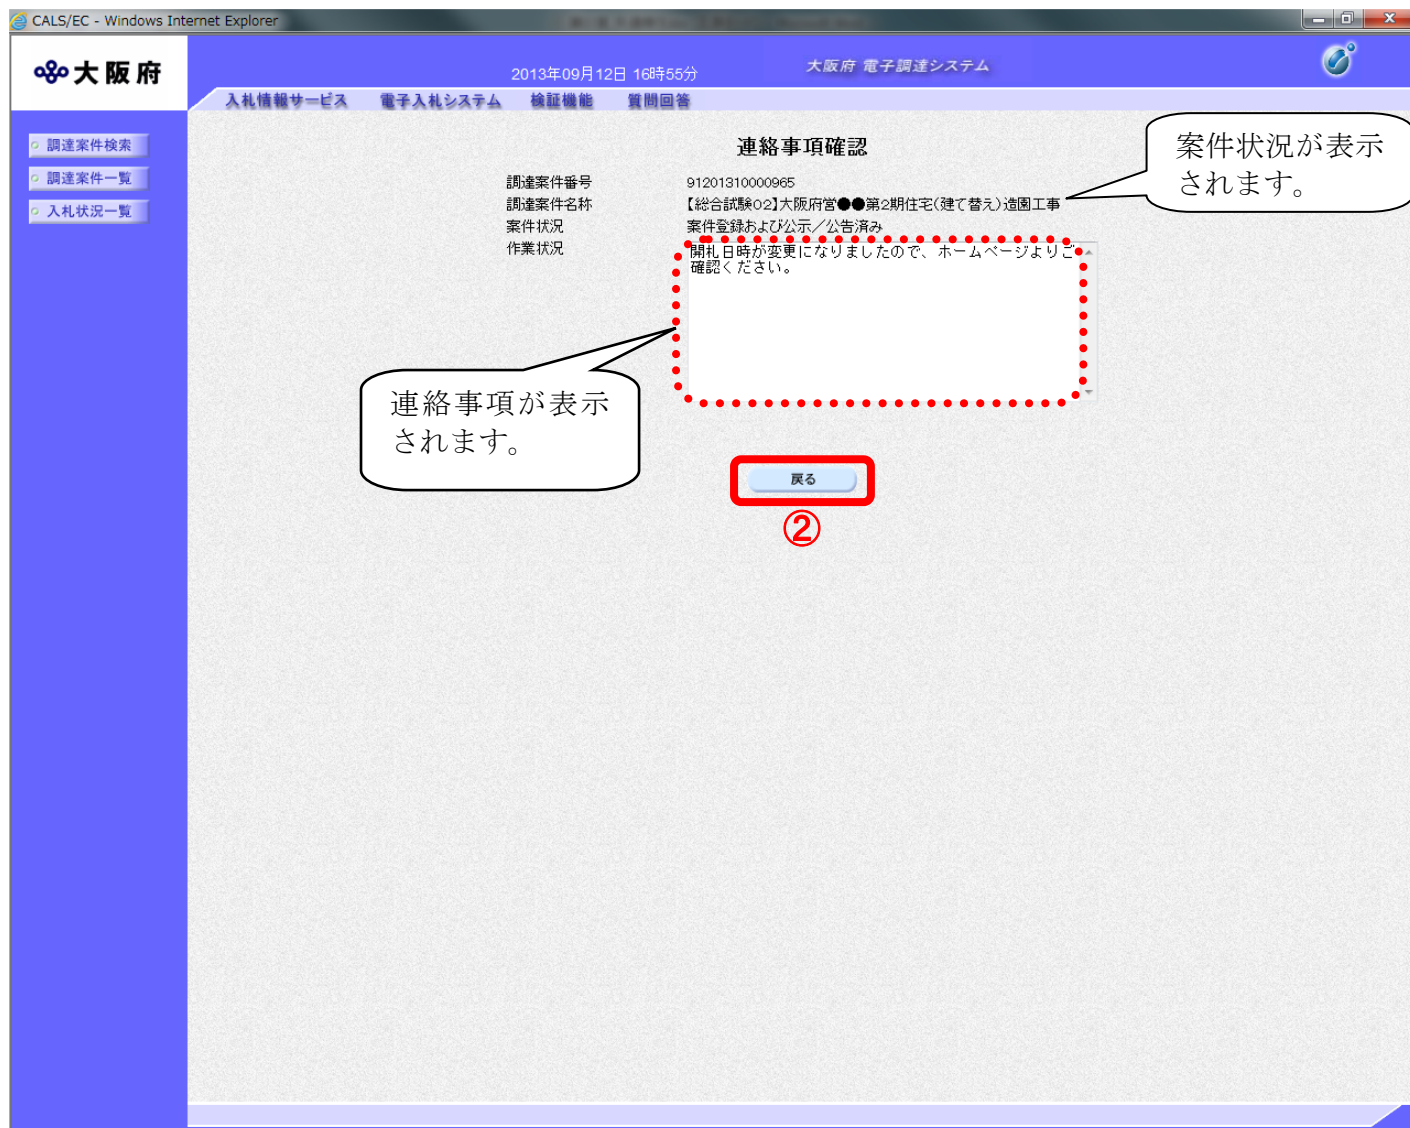 CALS/EC - Windows Internet Explorer
大阪府
2013年09月12日 16時55分
大阪府 電子調達システム
入札情報サービス 電子入札システム 検証機能 質問回答
調達案件検索
調達案件一覧
入札状況一覧
連絡事項確認
調達案件番号 91201310000965
調達案件名称 【総合試験02】大阪府営●●第2期住宅(建て替え)造園工事
案件状況 案件登録および公示／公告済み
作業状況
開札日時が変更になりましたので、ホームページよりご
確認ください。
案件状況が表示
されます。
連絡事項が表示
されます。
戻る
②